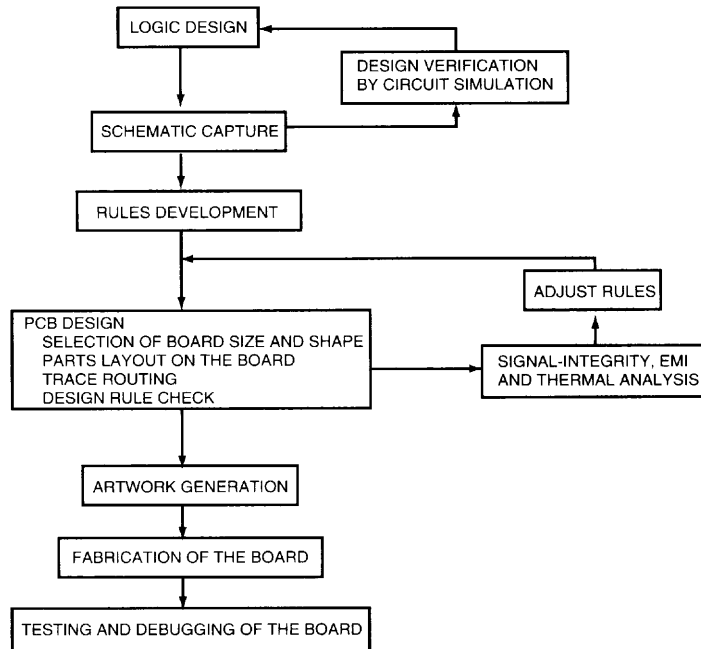 LOGIC DESIGN
DESIGN VERIFICATION
BY CIRCUIT SIMULATION
SCHEMATIC CAPTURE
RULES DEVELOPMENT
ADJUST RULES
PCB DESIGN
SELECTION OF BOARD SIZE AND SHAPE
PARTS LAYOUT ON THE BOARD
TRACE ROUTING
DESIGN RULE CHECK
SIGNAL-INTEGRITY, EMI
AND THERMAL ANALYSIS
ARTWORK GENERATION
FABRICATION OF THE BOARD
TESTING AND DEBUGGING OF THE BOARD